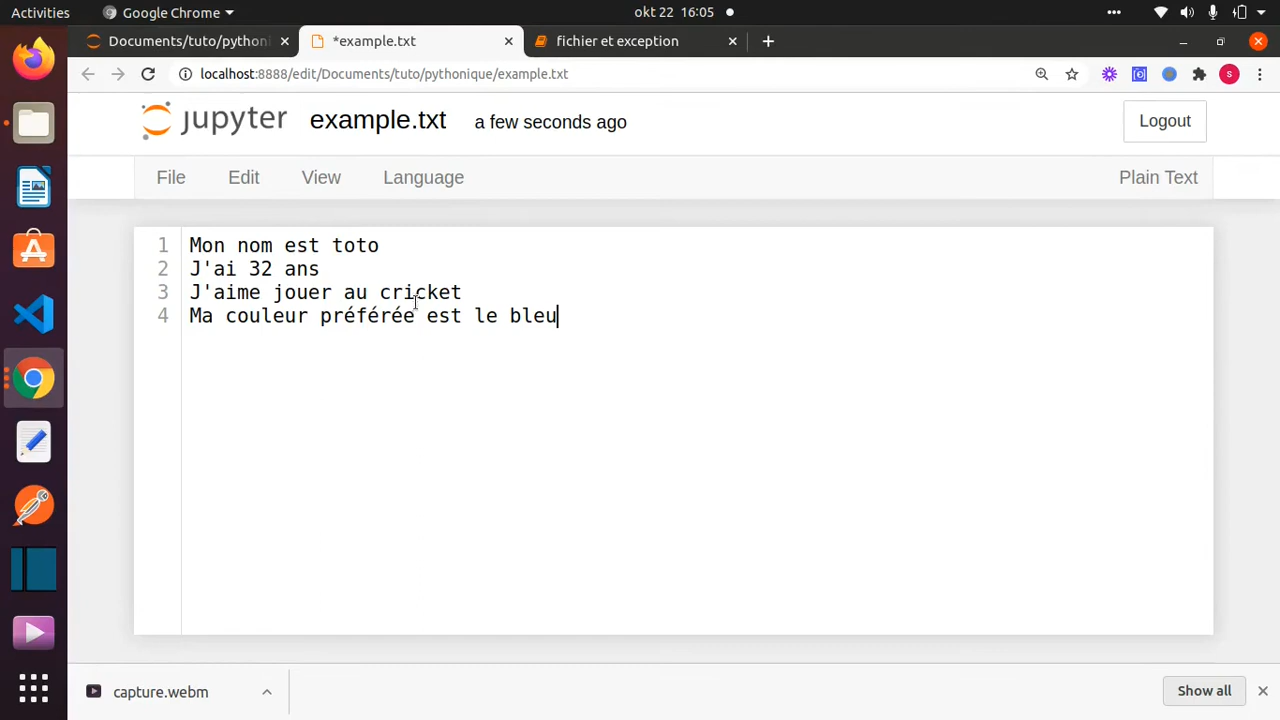 Activities Google Chrome okt 22 16:05
Documents/tuto/python *example.txt fichier et exception
localhost:8888/edit/Documents/tuto/pythonique/example.txt S
jupyter example.txt a few seconds ago Logout
File Edit View Language Plain Text
1 Mon nom est toto
2 J'ai 32 ans
3 J'aime jouer au cricket
4 Ma couleur préférée est le bleu
capture.webm Show all